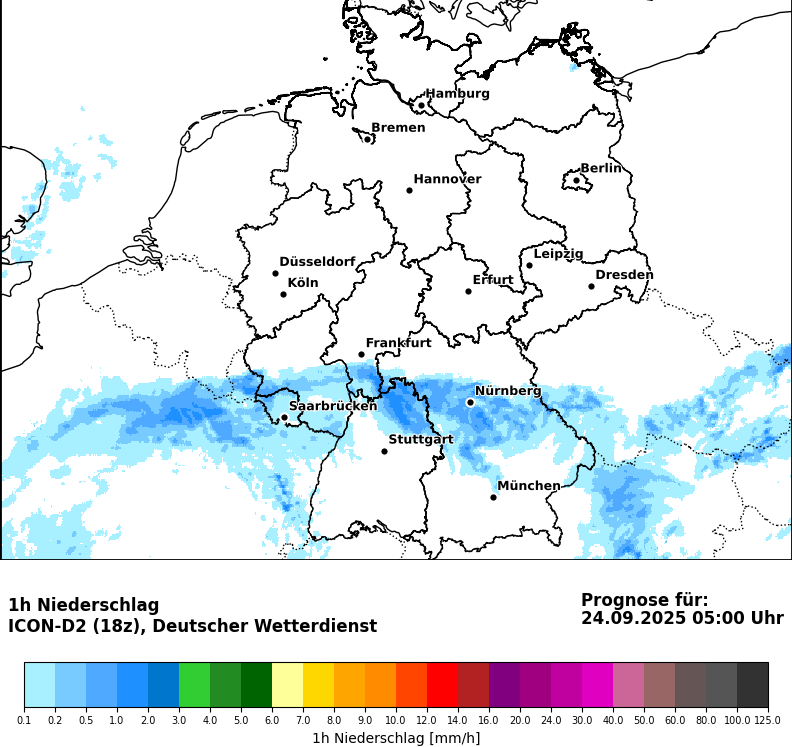 Hamburg
Bremen
Berlin
Hannover
Leipzig
Düsseldorf
Dresden
Köln
Erfurt
Frankfurt
Nürnberg
Saarbrücken
Stuttgart
München
1h Niederschlag
ICON-D2 (18z), Deutscher Wetterdienst
Prognose für:
24.09.2025 05:00 Uhr
0.1 0.2 0.5 1.0 2.0 3.0 4.0 5.0 6.0 7.0 8.0 9.0 10.0 12.0 14.0 16.0 20.0 24.0 30.0 40.0 50.0 60.0 80.0 100.0 125.0
1h Niederschlag [mm/h]